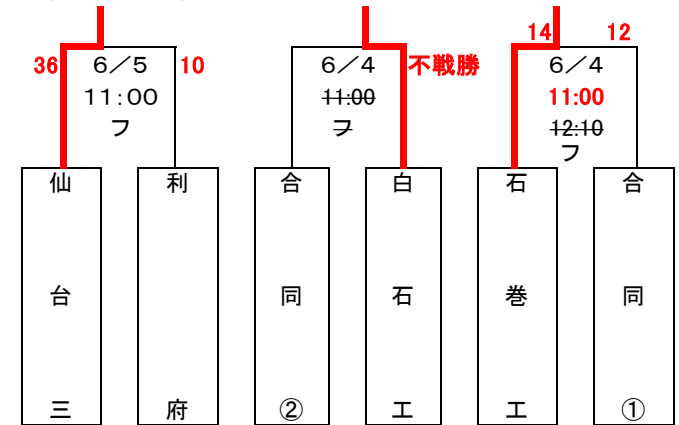 14 12
36 6/5 10 6/4 不戦勝 6/4
11:00 11:00 11:00
フ フ 12:10
フ
仙台三
利府
合同②
白石工
石巻工
合同①